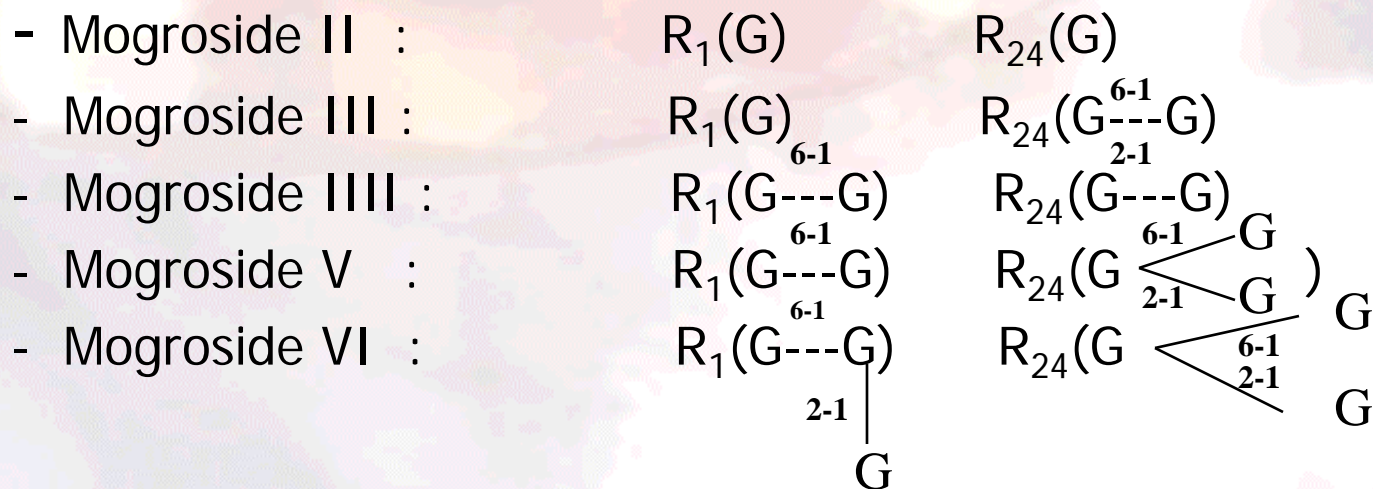 - Mogroside II : R₁(G) R₂₄(G)
6-1
- Mogroside III : R₁(G) R₂₄(G---G)
6-1 2-1
- Mogroside IIII : R₁(G---G) R₂₄(G---G)
6-1 6-1 G
- Mogroside V : R₁(G---G) R₂₄(G )
2-1 G
6-1 G
- Mogroside VI : R₁(G---G) R₂₄(G 6-1
2-1
2-1 G
G